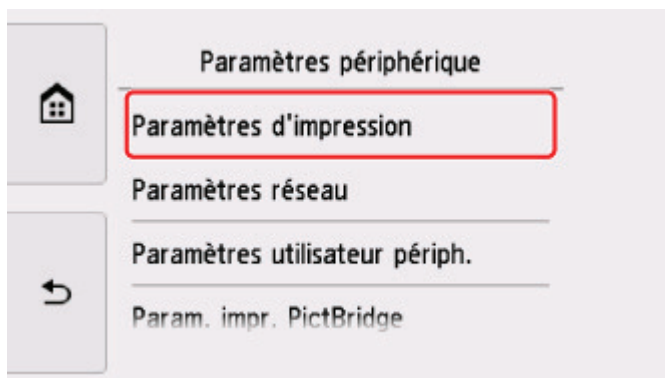 Paramètres périphérique
Paramètres d'impression
Paramètres réseau
Paramètres utilisateur périph.
Param. impr. PictBridge